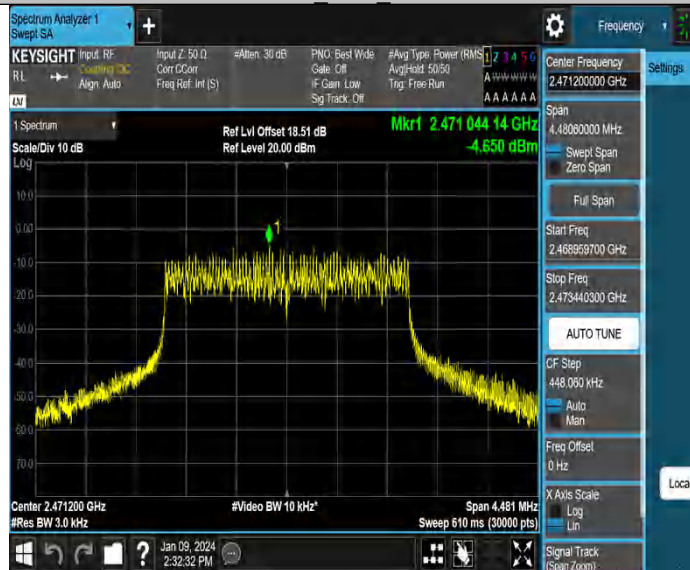 Spectrum Analyzer 1
Swept SA
+
Frequency
KEYSIGHT
RL
Input: RF
Coupling: DC
Align: Auto
Input Z: 50 Ω
Corr CCorr
Freq Ref: Int (S)
#Atten: 30 dB
PNO: Best Wide
Gate: Off
IF Gain: Low
Sig Track: Off
#Avg Type: Power (RMS
Avg|Hold: 50/50
Trig: Free Run
1 2 3 4 5 6
A W W W W W
A A A A A A
LXI
1 Spectrum
Scale/Div 10 dB
Ref Lvl Offset 18.51 dB
Ref Level 20.00 dBm
Mkr1 2.471 044 14 GHz
-4.650 dBm
Log
10.0
0.00
-10.0
-20.0
-30.0
-40.0
-50.0
-60.0
-70.0
1
Center 2.471200 GHz
#Res BW 3.0 kHz
#Video BW 10 kHz*
Span 4.481 MHz
Sweep 610 ms (30000 pts)
Jan 09, 2024
2:32:32 PM
?
Center Frequency
2.471200000 GHz
Settings
Span
4.48060000 MHz
Swept Span
Zero Span
Full Span
Start Freq
2.468959700 GHz
Stop Freq
2.473440300 GHz
AUTO TUNE
CF Step
448.060 kHz
Auto
Man
Freq Offset
0 Hz
X Axis Scale
Log
Lin
Loca
Signal Track
(Span Zoom)